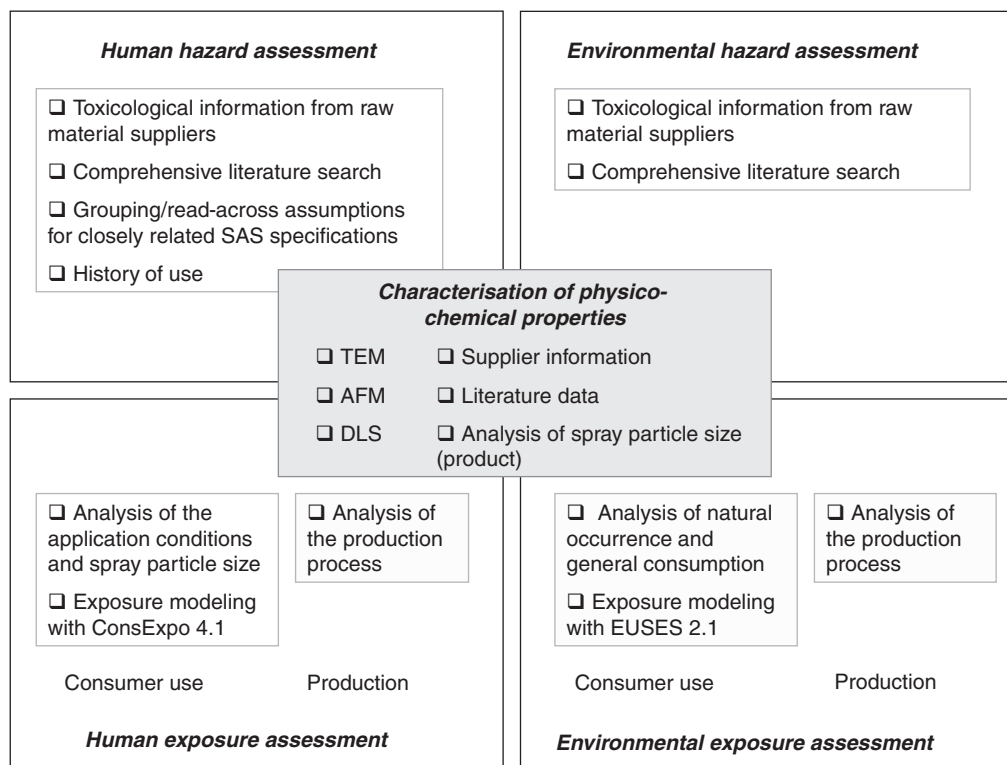 Human hazard assessment
❑ Toxicological information from raw
material suppliers
❑ Comprehensive literature search
❑ Grouping/read-across assumptions
for closely related SAS specifications
❑ History of use
Environmental hazard assessment
❑ Toxicological information from raw
material suppliers
❑ Comprehensive literature search
Characterisation of physico-
chemical properties
❑ TEM
❑ AFM
❑ DLS
❑ Supplier information
❑ Literature data
❑ Analysis of spray particle size
(product)
❑ Analysis of the
application conditions
and spray particle size
❑ Exposure modeling
with ConsExpo 4.1
Consumer use
❑ Analysis of
the production
process
Production
Human exposure assessment
❑ Analysis of natural
occurrence and
general consumption
❑ Exposure modeling
with EUSES 2.1
Consumer use
❑ Analysis of
the production
process
Production
Environmental exposure assessment